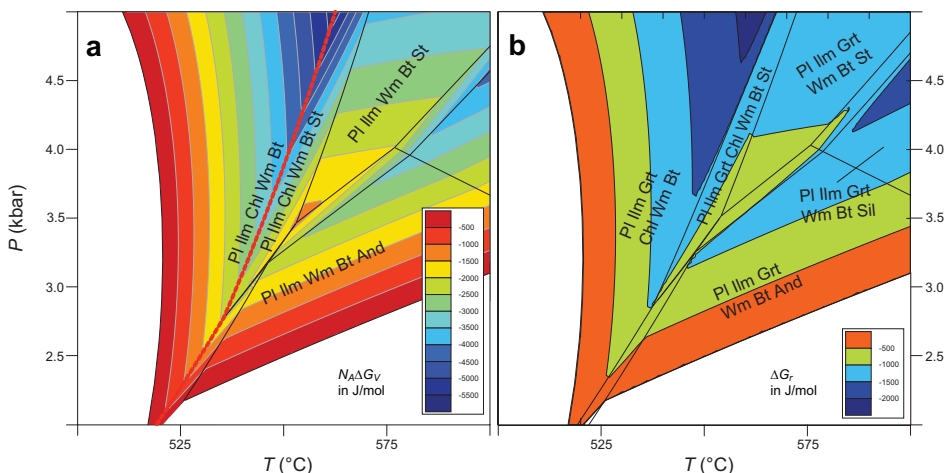 a
4.5
4.0
3.5
3.0
2.5
P (kbar)
Pl Ilm Chl Wm Bt
Pl Ilm Chl Wm Bt St
Pl Ilm Wm Bt St
Pl Ilm Wm Bt And
-500
-1000
-1500
-2000
-2500
-3000
-3500
-4000
-4500
-5000
-5500
NAΔGV
in J/mol
525
575
T (°C)
b
Pl Ilm Grt
Chl Wm Bt
Pl Ilm Grt Chl Wm Bt St
Pl Ilm Grt
Wm Bt St
Pl Ilm Grt
Wm Bt Sil
Pl Ilm Grt
Wm Bt And
-500
-1000
-1500
-2000
ΔGr
in J/mol
4.5
4.0
3.5
3.0
2.5
525
575
T (°C)